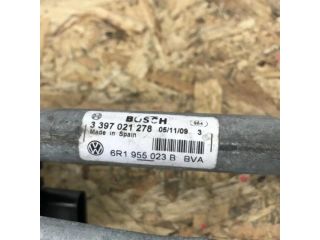 BOSCH
3 397 021 278 05/11/09 3
Made in Spain
6R1 955 023 B BVA